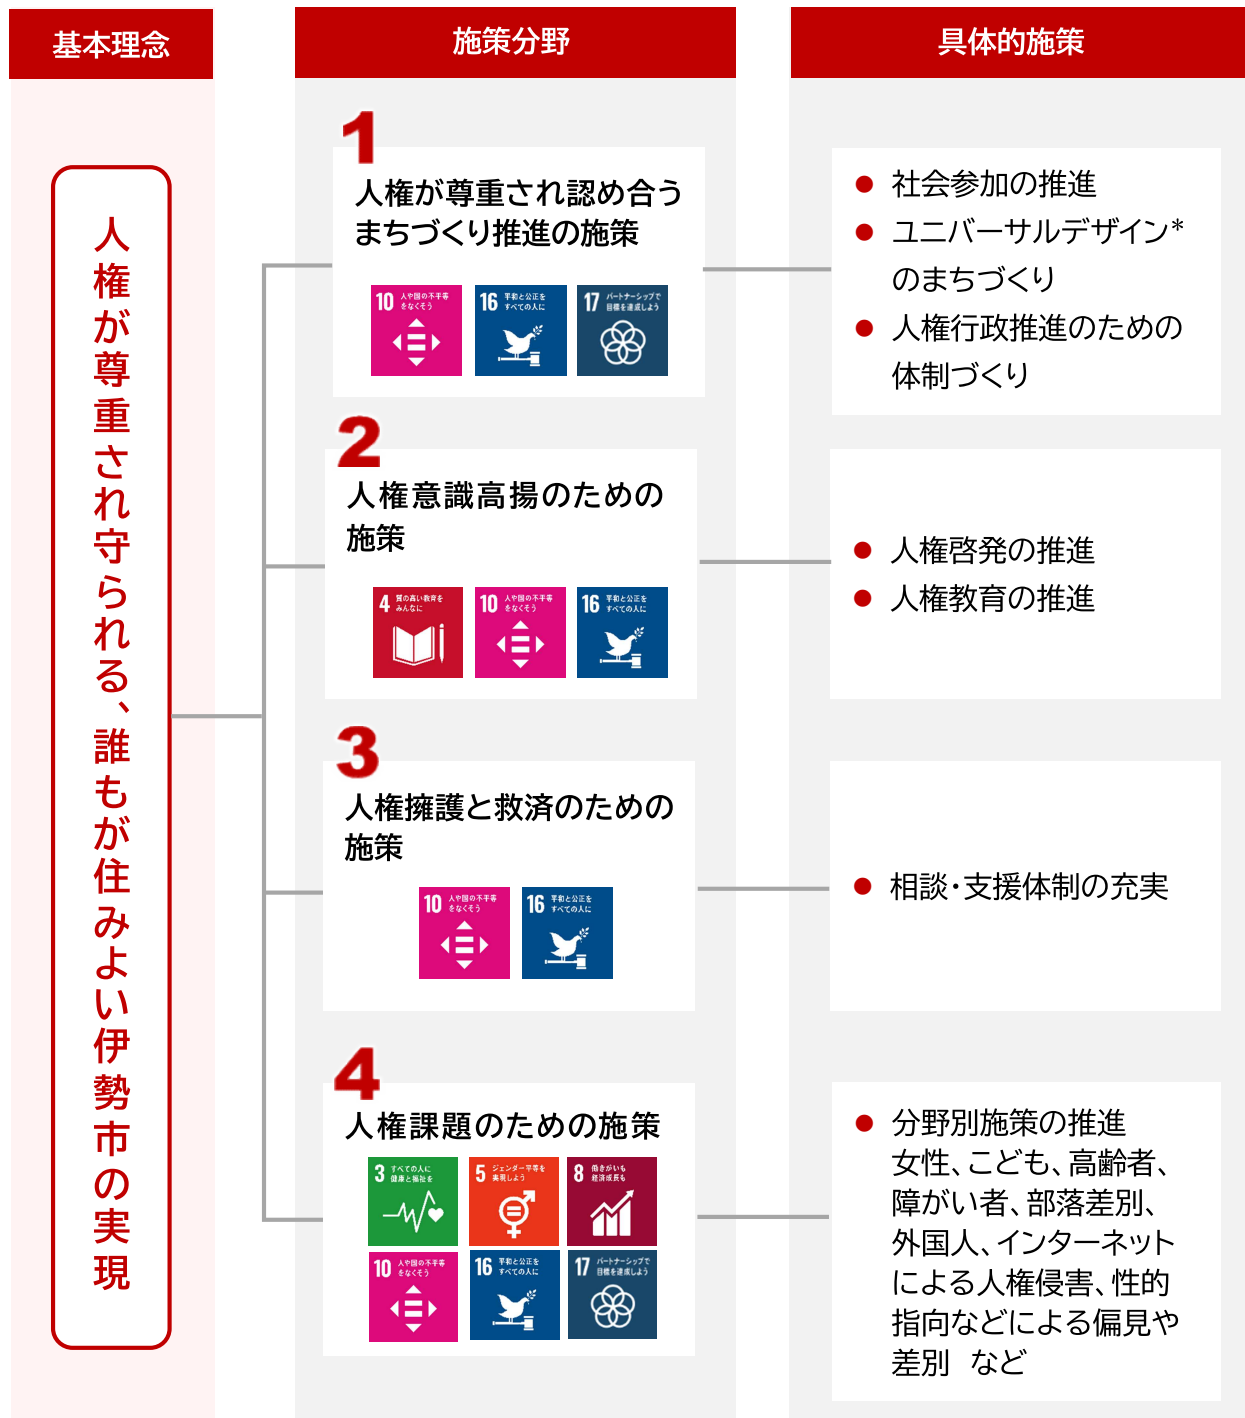 基本理念
施策分野
具体的施策
人権が尊重され守られる、誰もが住みよい伊勢市の実現
1
人権が尊重され認め合う
まちづくり推進の施策
10 人や国の不平等
をなくそう
16 平和と公正を
すべての人に
17 パートナーシップで
目標を達成しよう
● 社会参加の推進
● ユニバーサルデザイン*
のまちづくり
● 人権行政推進のための
体制づくり
2
人権意識高揚のための
施策
4 質の高い教育を
みんなに
10 人や国の不平等
をなくそう
16 平和と公正を
すべての人に
● 人権啓発の推進
● 人権教育の推進
3
人権擁護と救済のための
施策
10 人や国の不平等
をなくそう
16 平和と公正を
すべての人に
● 相談・支援体制の充実
4
人権課題のための施策
3 すべての人に
健康と福祉を
5 ジェンダー平等を
実現しよう
8 働きがいも
経済成長も
10 人や国の不平等
をなくそう
16 平和と公正を
すべての人に
17 パートナーシップで
目標を達成しよう
● 分野別施策の推進
女性、こども、高齢者、
障がい者、部落差別、
外国人、インターネット
による人権侵害、性的
指向などによる偏見や
差別　など